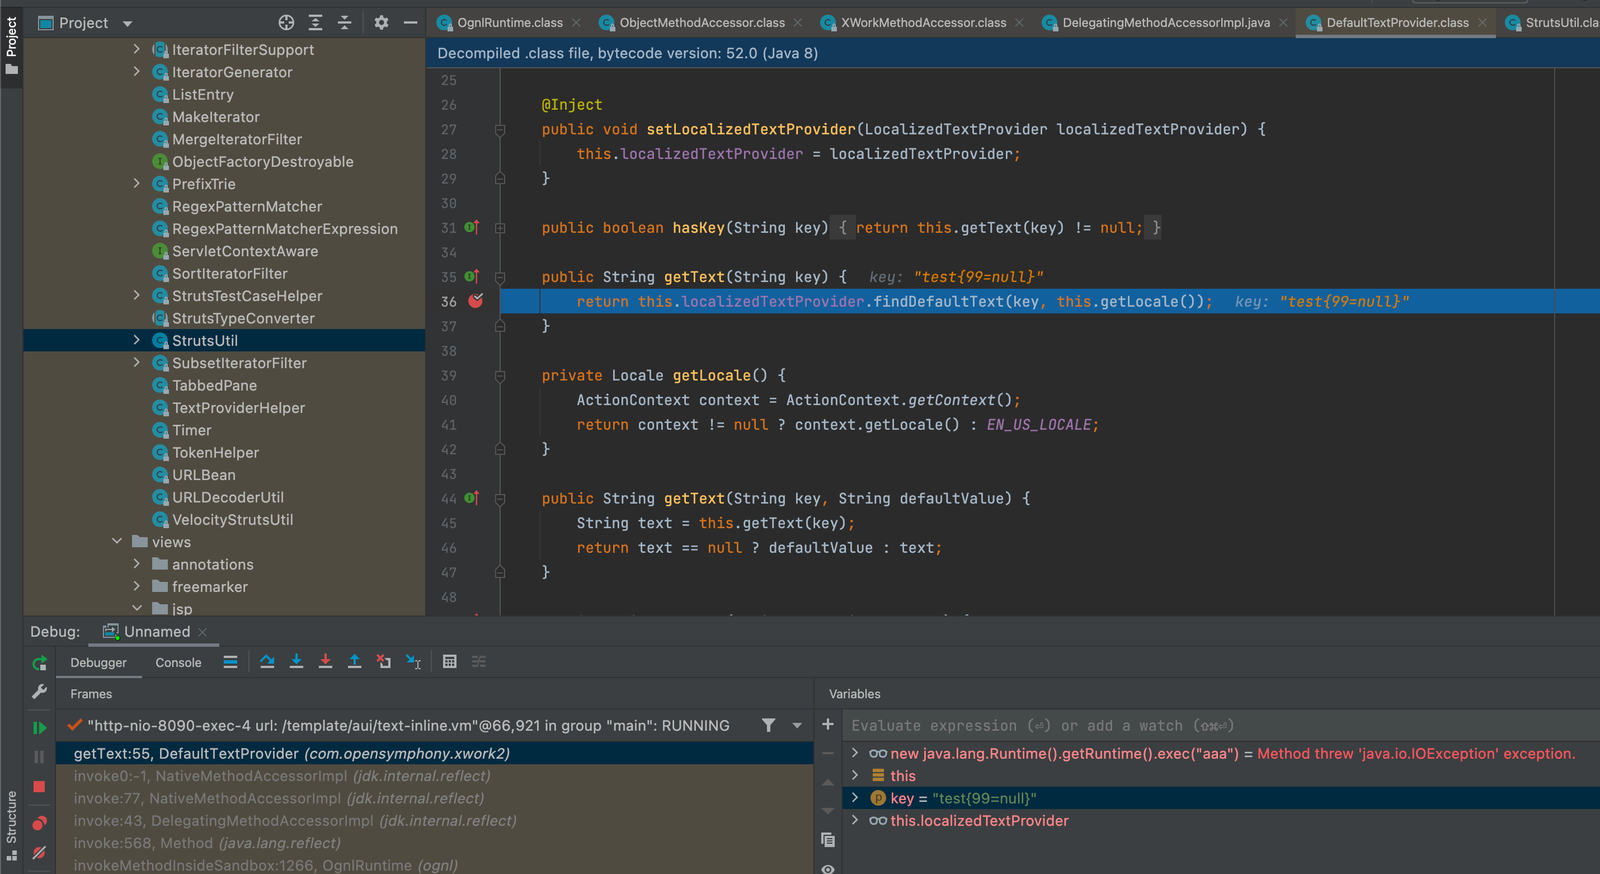 Project
Structure
Project
IteratorFilterSupport
IteratorGenerator
ListEntry
MakeIterator
MergeIteratorFilter
ObjectFactoryDestroyable
PrefixTrie
RegexPatternMatcher
RegexPatternMatcherExpression
ServletContextAware
SortIteratorFilter
StrutsTestCaseHelper
StrutsTypeConverter
StrutsUtil
SubsetIteratorFilter
TabbedPane
TextProviderHelper
Timer
TokenHelper
URLBean
URLDecoderUtil
VelocityStrutsUtil
views
annotations
freemarker
jsp
OgnlRuntime.class ObjectMethodAccessor.class XWorkMethodAccessor.class DelegatingMethodAccessorImpl.java DefaultTextProvider.class StrutsUtil.cla
Decompiled .class file, bytecode version: 52.0 (Java 8)
25
26 @Inject
27 public void setLocalizedTextProvider(LocalizedTextProvider localizedTextProvider) {
28 this.localizedTextProvider = localizedTextProvider;
29 }
30
31 public boolean hasKey(String key) { return this.getText(key) != null; }
34
35 public String getText(String key) { key: "test{99=null}"
36 return this.localizedTextProvider.findDefaultText(key, this.getLocale()); key: "test{99=null}"
37 }
38
39 private Locale getLocale() {
40 ActionContext context = ActionContext.getContext();
41 return context != null ? context.getLocale() : EN_US_LOCALE;
42 }
43
44 public String getText(String key, String defaultValue) {
45 String text = this.getText(key);
46 return text == null ? defaultValue : text;
47 }
48
Debug: Unnamed
Debugger Console
Frames
"http-nio-8090-exec-4 url: /template/aui/text-inline.vm"@66,921 in group "main": RUNNING
getText:55, DefaultTextProvider (com.opensymphony.xwork2)
invoke0:-1, NativeMethodAccessorImpl (jdk.internal.reflect)
invoke:77, NativeMethodAccessorImpl (jdk.internal.reflect)
invoke:43, DelegatingMethodAccessorImpl (jdk.internal.reflect)
invoke:568, Method (java.lang.reflect)
invokeMethodInsideSandbox:1266, OgnlRuntime (ognl)
Variables
Evaluate expression (⏎) or add a watch (⇧⌘⏎)
new java.lang.Runtime().getRuntime().exec("aaa") = Method threw 'java.io.IOException' exception.
this
key = "test{99=null}"
this.localizedTextProvider